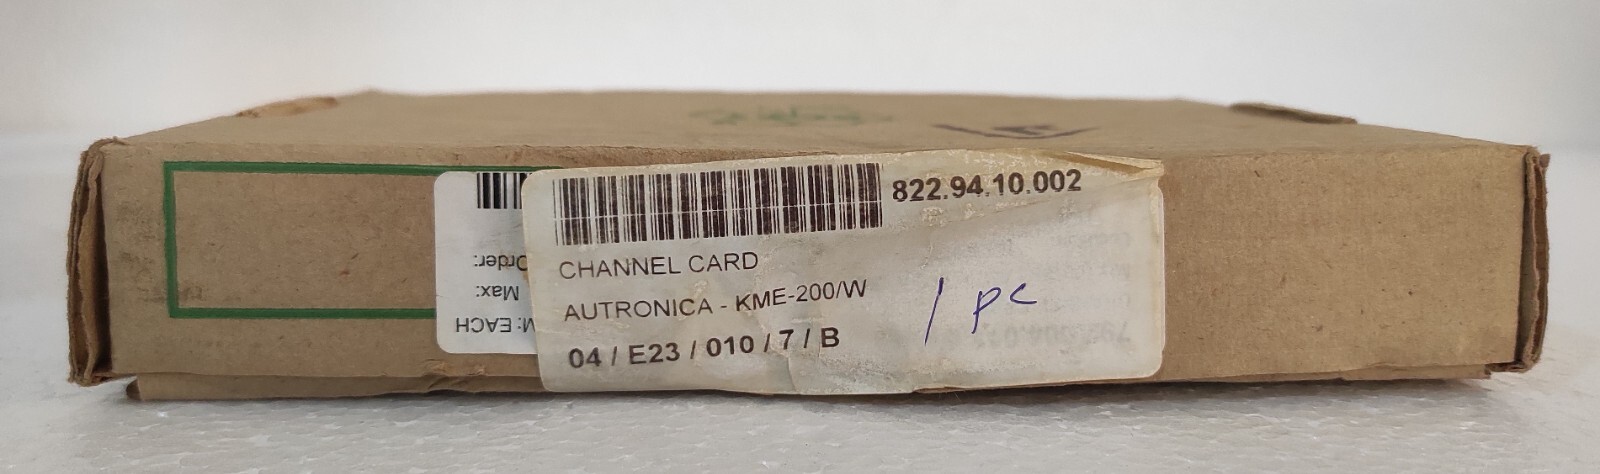 822.94.10.002
CHANNEL CARD
AUTRONICA - KME-200/W
04 / E23 / 010 / 7 / B
1 pc
Order:
Max:
M: EACH